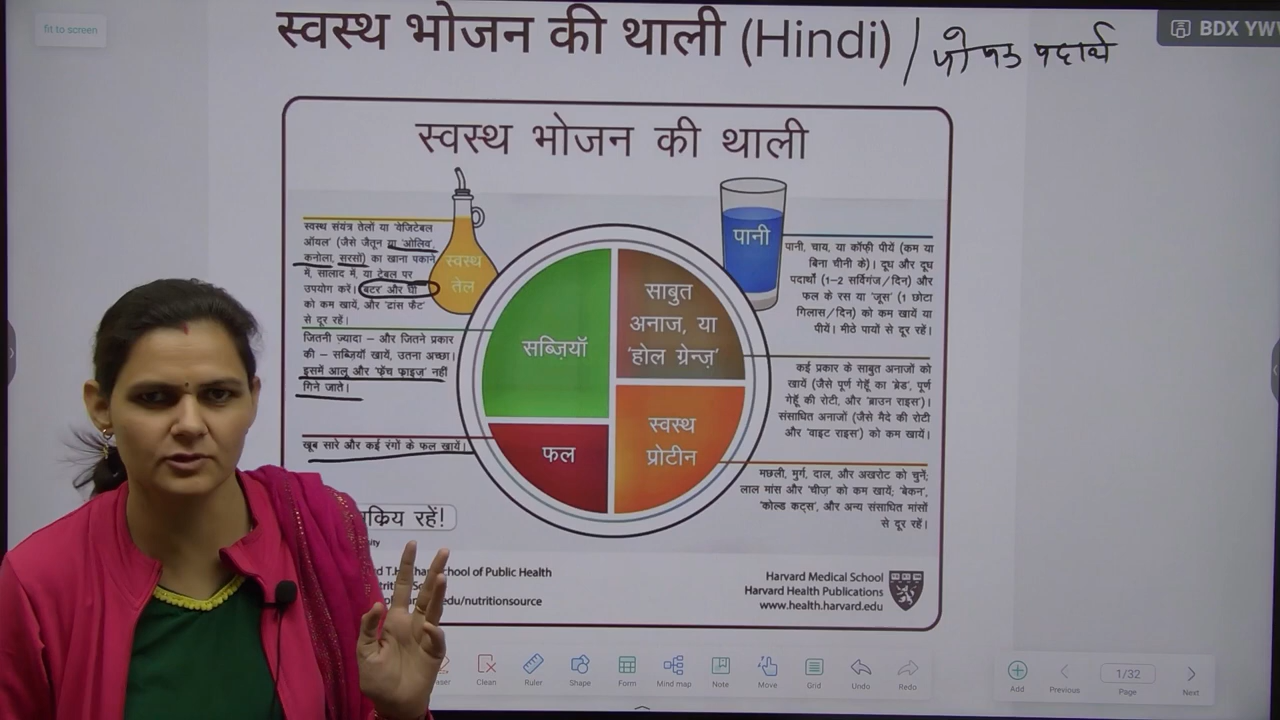 fit to screen
स्वस्थ भोजन की थाली (Hindi) / पदार्थ
BDX YW
स्वस्थ भोजन की थाली
स्वस्थ संयंत्र तेलों या 'वेजिटेबल
ऑयल' (जैसे जैतून या 'ओलिव',
कनोला, सरसों) का खाना पकाने
में, सालाद में, या टेबल पर
उपयोग करें। बटर' और घी
को कम खायें, और 'टांस फैट'
से दूर रहें।
स्वस्थ
तेल
जितनी ज़्यादा – और जितने प्रकार
की – सब्ज़ियाँ खायें, उतना अच्छा।
इसमें आलू और 'फ़्रेंच फ़्राइज़' नहीं
गिने जाते।
खूब सारे और कई रंगों के फल खायें।
सब्ज़ियाँ
फल
साबुत
अनाज, या
'होल ग्रेन्ज़'
स्वस्थ
प्रोटीन
पानी
पानी, चाय, या कॉफ़ी पीयें (कम या
बिना चीनी के)। दूध और दूध
पदार्थों (1–2 सर्विगंज/दिन) और
फल के रस या 'जूस' (1 छोटा
गिलास/दिन) को कम खायें या
पीयें। मीठे पायों से दूर रहें।
कई प्रकार के साबुत अनाजों को
खायें (जैसे पूर्ण गेहूँ का 'ब्रेड', पूर्ण
गेहूँ की रोटी, और 'ब्राउन राइस')।
संसाधित अनाजों (जैसे मैदे की रोटी
और 'वाइट राइस') को कम खायें।
मछली, मुर्ग, दाल, और अखरोट को चुनें;
लाल मांस और 'चीज़' को कम खायें; 'बेकन',
'कोल्ड कट्स', और अन्य संसाधित मांसों
से दूर रहें।
रहें!
School of Public Health
edu/nutritionsource
Harvard Medical School
Harvard Health Publications
www.health.harvard.edu
Clean
Ruler
Shape
Form
Mind map
Note
Move
Grid
Undo
Redo
Add
Previous
1/32
Page
Next